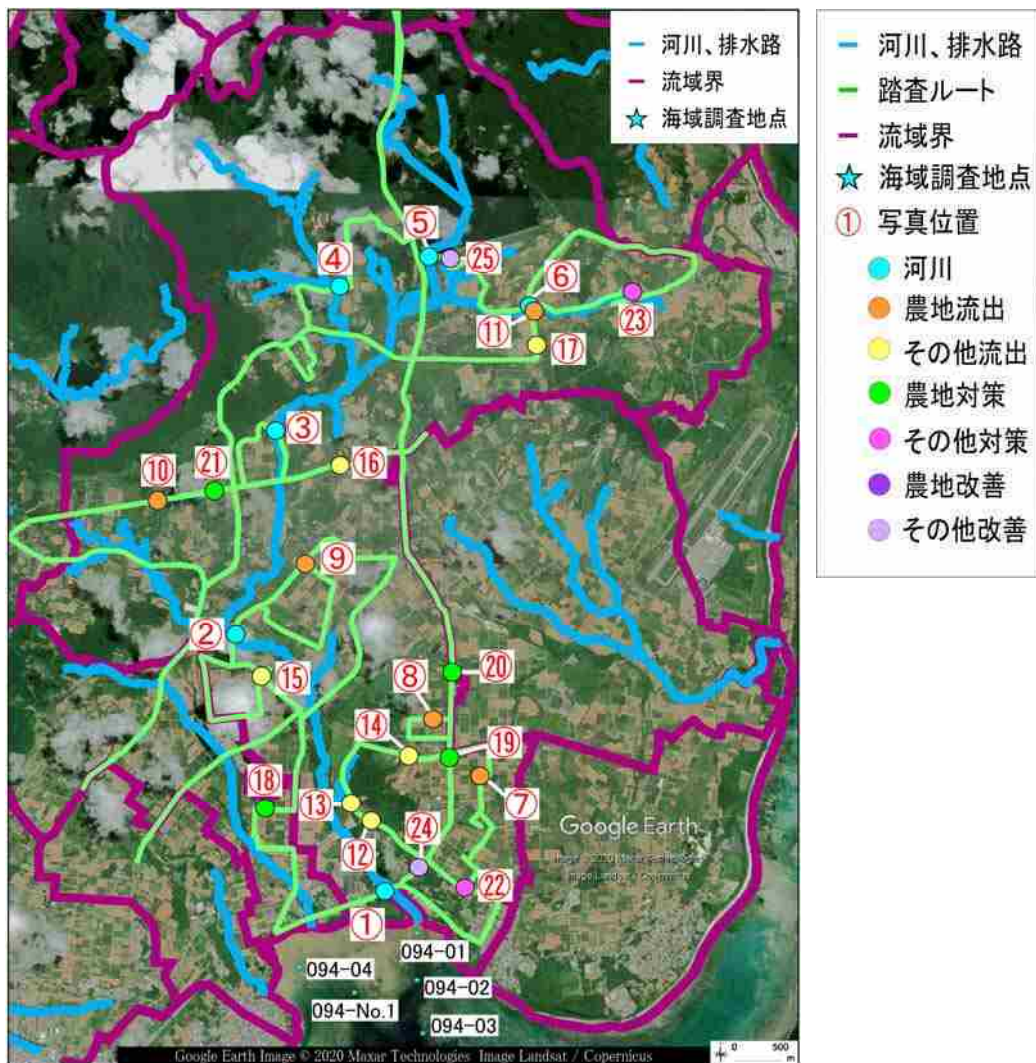 河川、排水路
流域界
海域調査地点
⑤
④
㉕
⑥
⑪
㉓
⑰
③
⑯
⑩
㉑
⑨
②
⑮
⑧
⑳
⑭
⑲
⑱
⑬
⑦
⑫
㉔
①
㉒
Google Earth
094-01
094-04
094-02
094-No.1
094-03
Google Earth Image © 2020 Maxar Technologies Image Landsat / Copernicus
0 500
m
河川、排水路
踏査ルート
流域界
海域調査地点
① 写真位置
河川
農地流出
その他流出
農地対策
その他対策
農地改善
その他改善